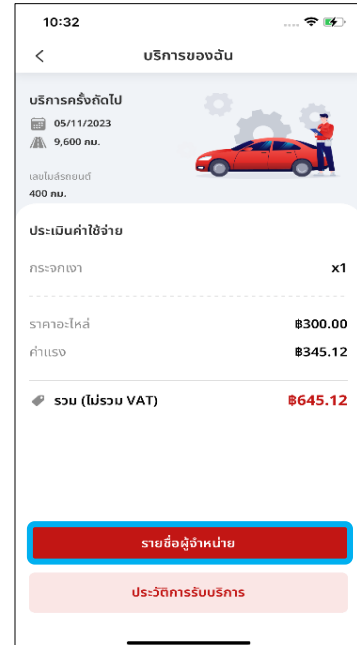 10:32
บริการของฉัน
บริการครั้งถัดไป
05/11/2023
9,600 กม.
เลขไมล์รถยนต์
400 กม.
ประเมินค่าใช้จ่าย
กระจกเงา x1
ราคาอะไหล่ ฿300.00
ค่าแรง ฿345.12
รวม (ไม่รวม VAT) ฿645.12
รายชื่อผู้จำหน่าย
ประวัติการรับบริการ